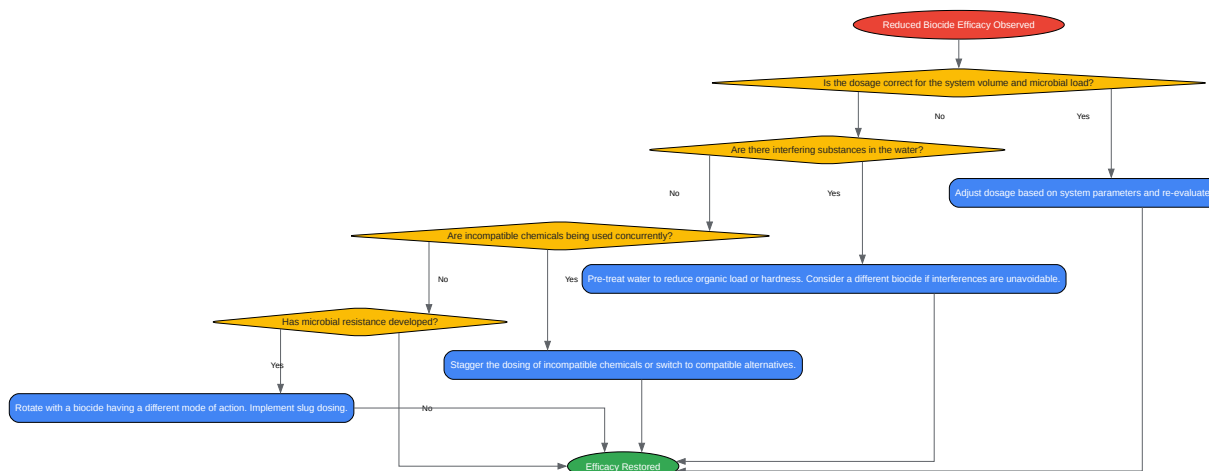 Reduced Biocide Efficacy Observed
Is the dosage correct for the system volume and microbial load?
No
Yes
Are there interfering substances in the water?
No
Yes
Adjust dosage based on system parameters and re-evaluate
Are incompatible chemicals being used concurrently?
No
Yes
Pre-treat water to reduce organic load or hardness. Consider a different biocide if interferences are unavoidable.
Has microbial resistance developed?
Yes
Stagger the dosing of incompatible chemicals or switch to compatible alternatives.
Rotate with a biocide having a different mode of action. Implement slug dosing.
No
Efficacy Restored